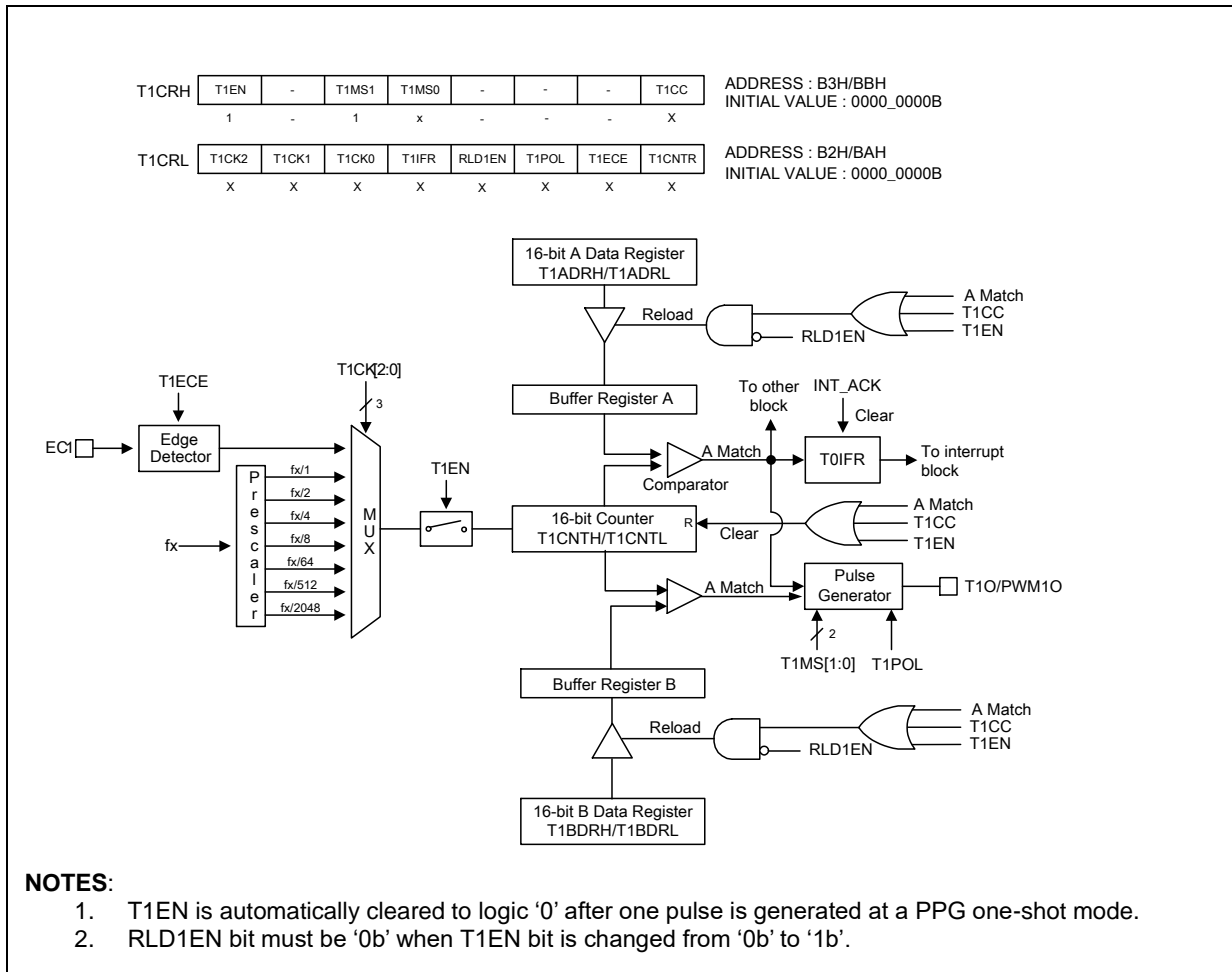 T1CRH T1EN - T1MS1 T1MS0 - - - T1CC ADDRESS : B3H/BBH
INITIAL VALUE : 0000_0000B
1 - 1 x - - - X
T1CRL T1CK2 T1CK1 T1CK0 T1IFR RLD1EN T1POL T1ECE T1CNTR ADDRESS : B2H/BAH
INITIAL VALUE : 0000_0000B
X X X X X X X X
16-bit A Data Register
T1ADRH/T1ADRL
Reload
RLD1EN
A Match
T1CC
T1EN
T1ECE
T1CK[2:0]
3
Buffer Register A
To other
block
INT_ACK
Clear
EC1
Edge
Detector
A Match
Comparator
T0IFR
To interrupt
block
Prescaler
fx
fx/1
fx/2
fx/4
fx/8
fx/64
fx/512
fx/2048
MUX
T1EN
16-bit Counter
T1CNTH/T1CNTL
R
Clear
A Match
T1CC
T1EN
A Match
Pulse
Generator
T1O/PWM1O
2
T1MS[1:0]
T1POL
Buffer Register B
Reload
RLD1EN
A Match
T1CC
T1EN
16-bit B Data Register
T1BDRH/T1BDRL
NOTES:
1. T1EN is automatically cleared to logic ‘0’ after one pulse is generated at a PPG one-shot mode.
2. RLD1EN bit must be ‘0b’ when T1EN bit is changed from ‘0b’ to ‘1b’.